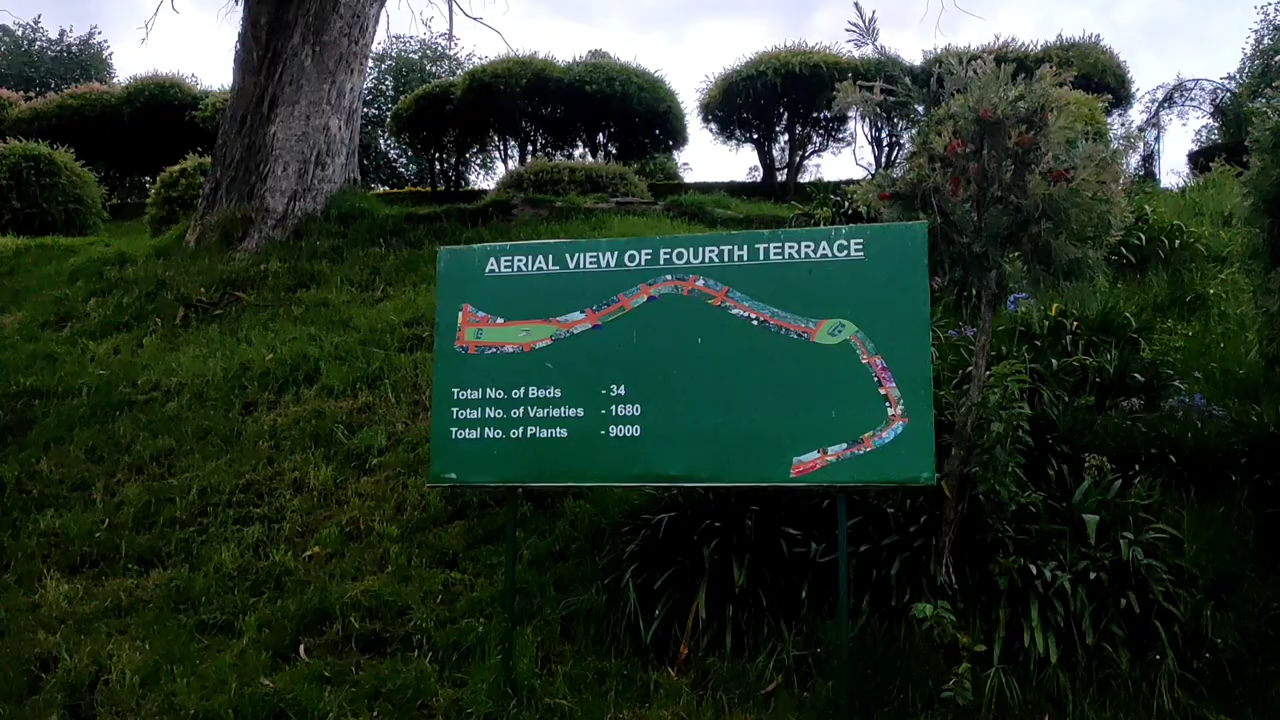 AERIAL VIEW OF FOURTH TERRACE
Total No. of Beds - 34
Total No. of Varieties - 1680
Total No. of Plants - 9000